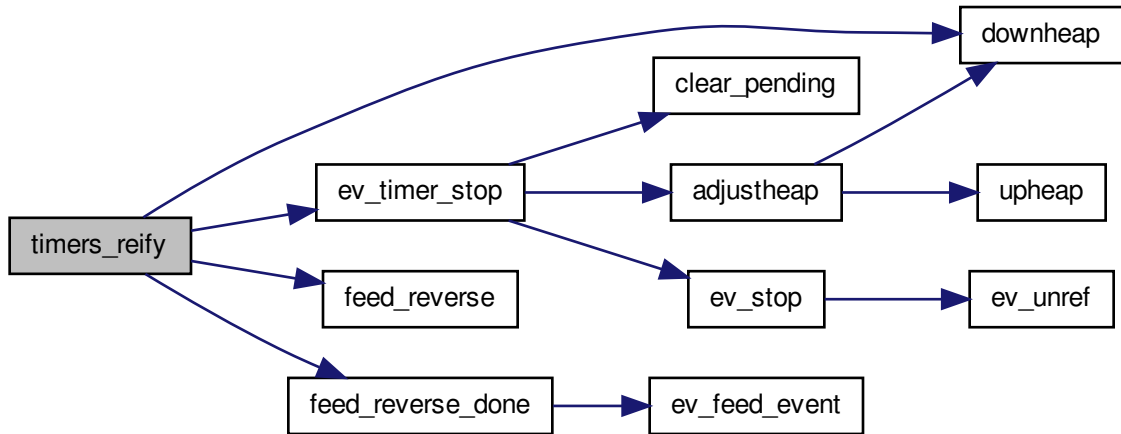 downheap
clear_pending
ev_timer_stop
adjustheap
upheap
timers_reify
feed_reverse
ev_stop
ev_unref
feed_reverse_done
ev_feed_event